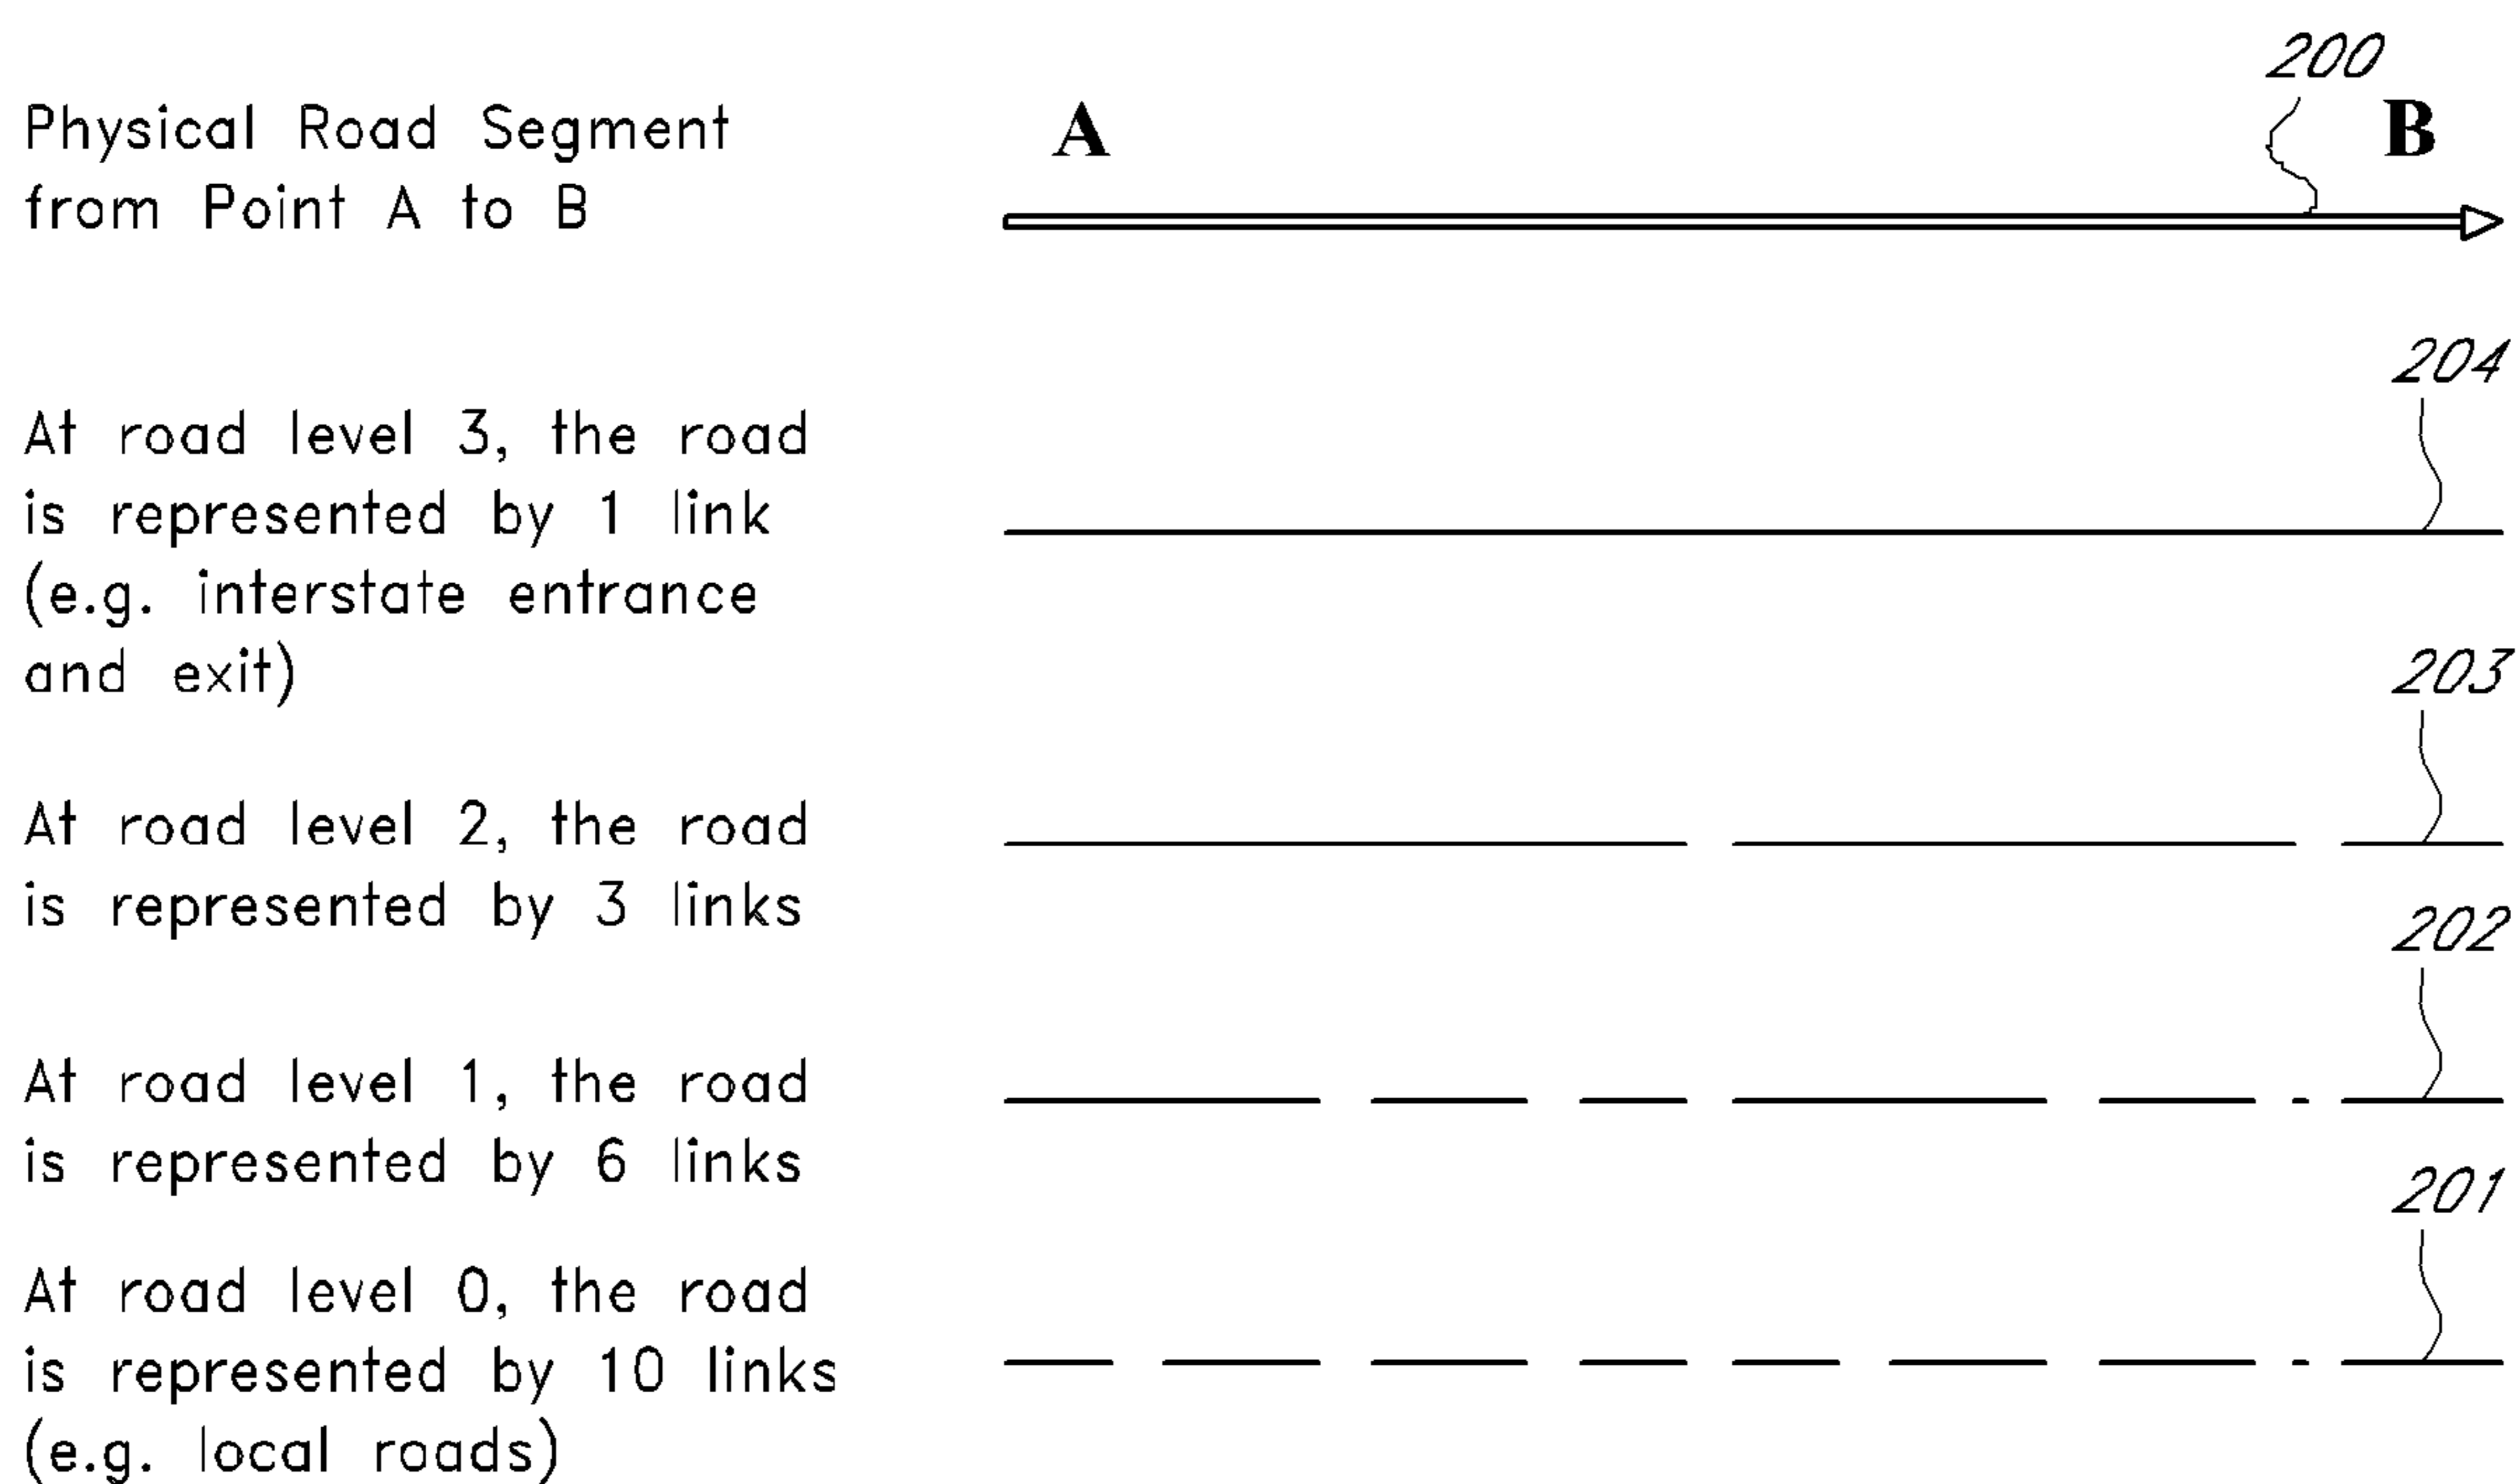 200
Physical Road Segment
from Point A to B
A
B
204
At road level 3, the road
is represented by 1 link
(e.g. interstate entrance
and exit)
203
At road level 2, the road
is represented by 3 links
202
At road level 1, the road
is represented by 6 links
201
At road level 0, the road
is represented by 10 links
(e.g. local roads)